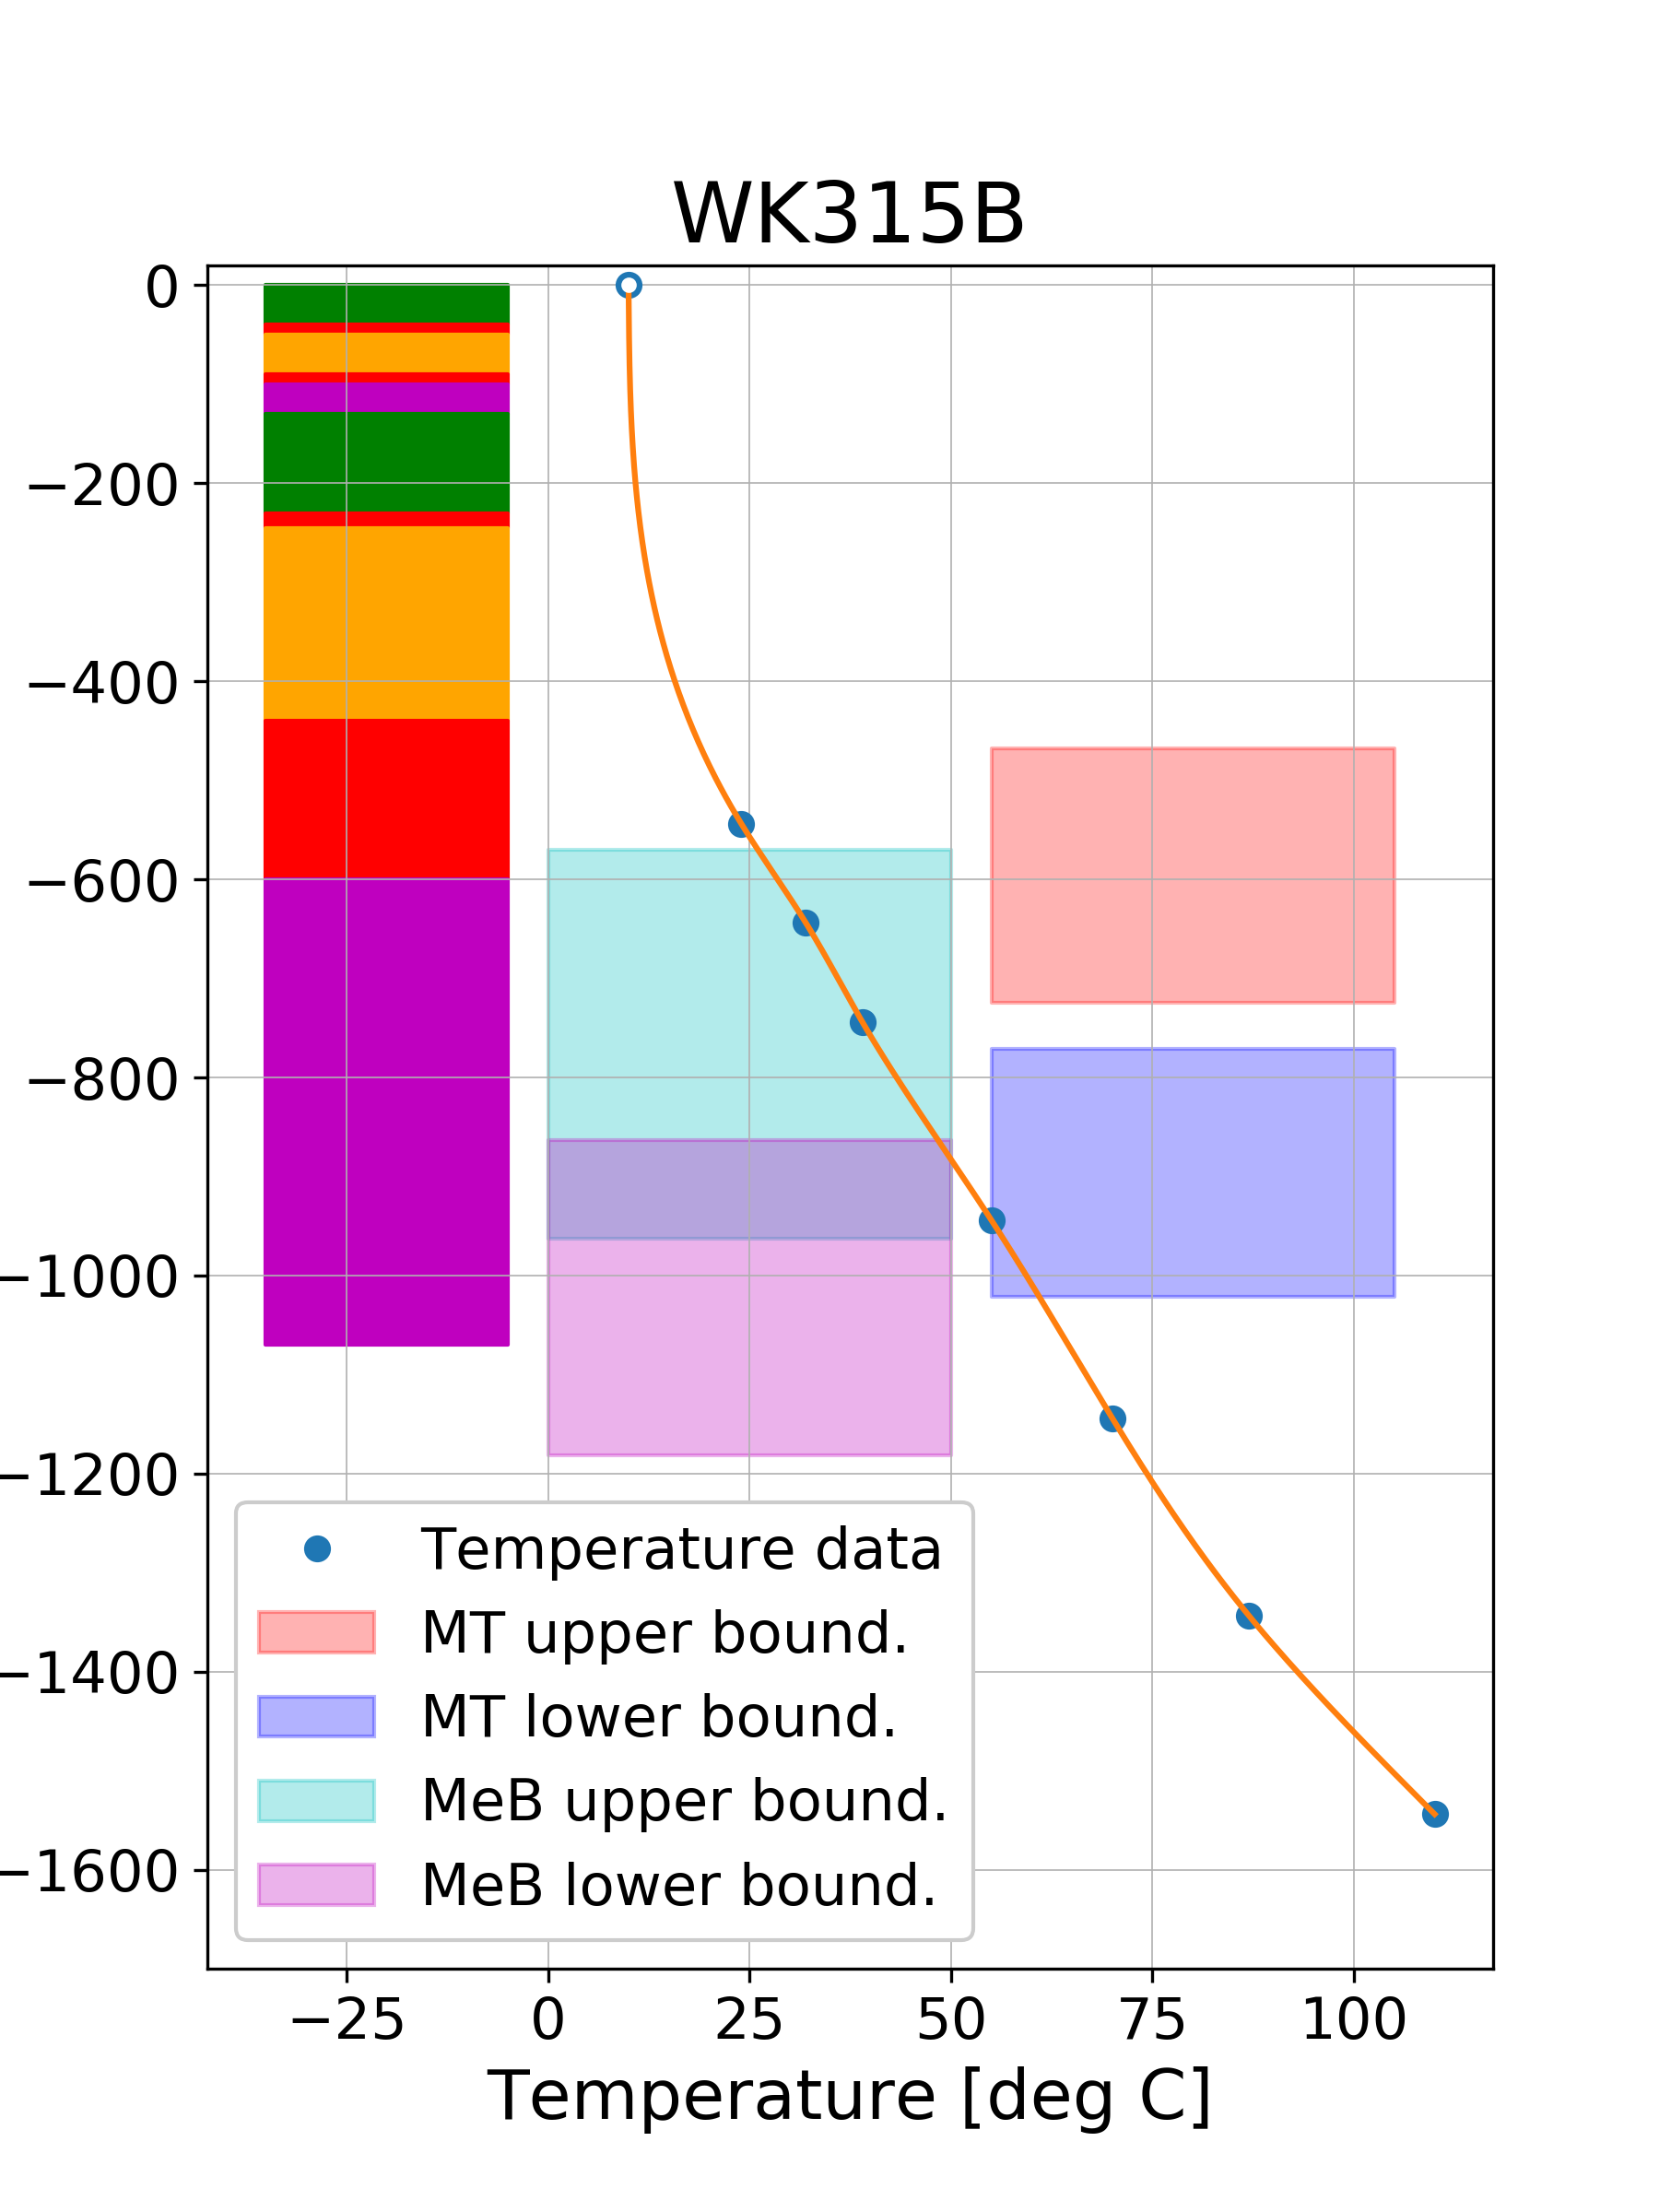 WK315B
0
−200
−400
−600
−800
−1000
−1200
−1400
−1600
Temperature data
MT upper bound.
MT lower bound.
MeB upper bound.
MeB lower bound.
−25 0 25 50 75 100
Temperature [deg C]